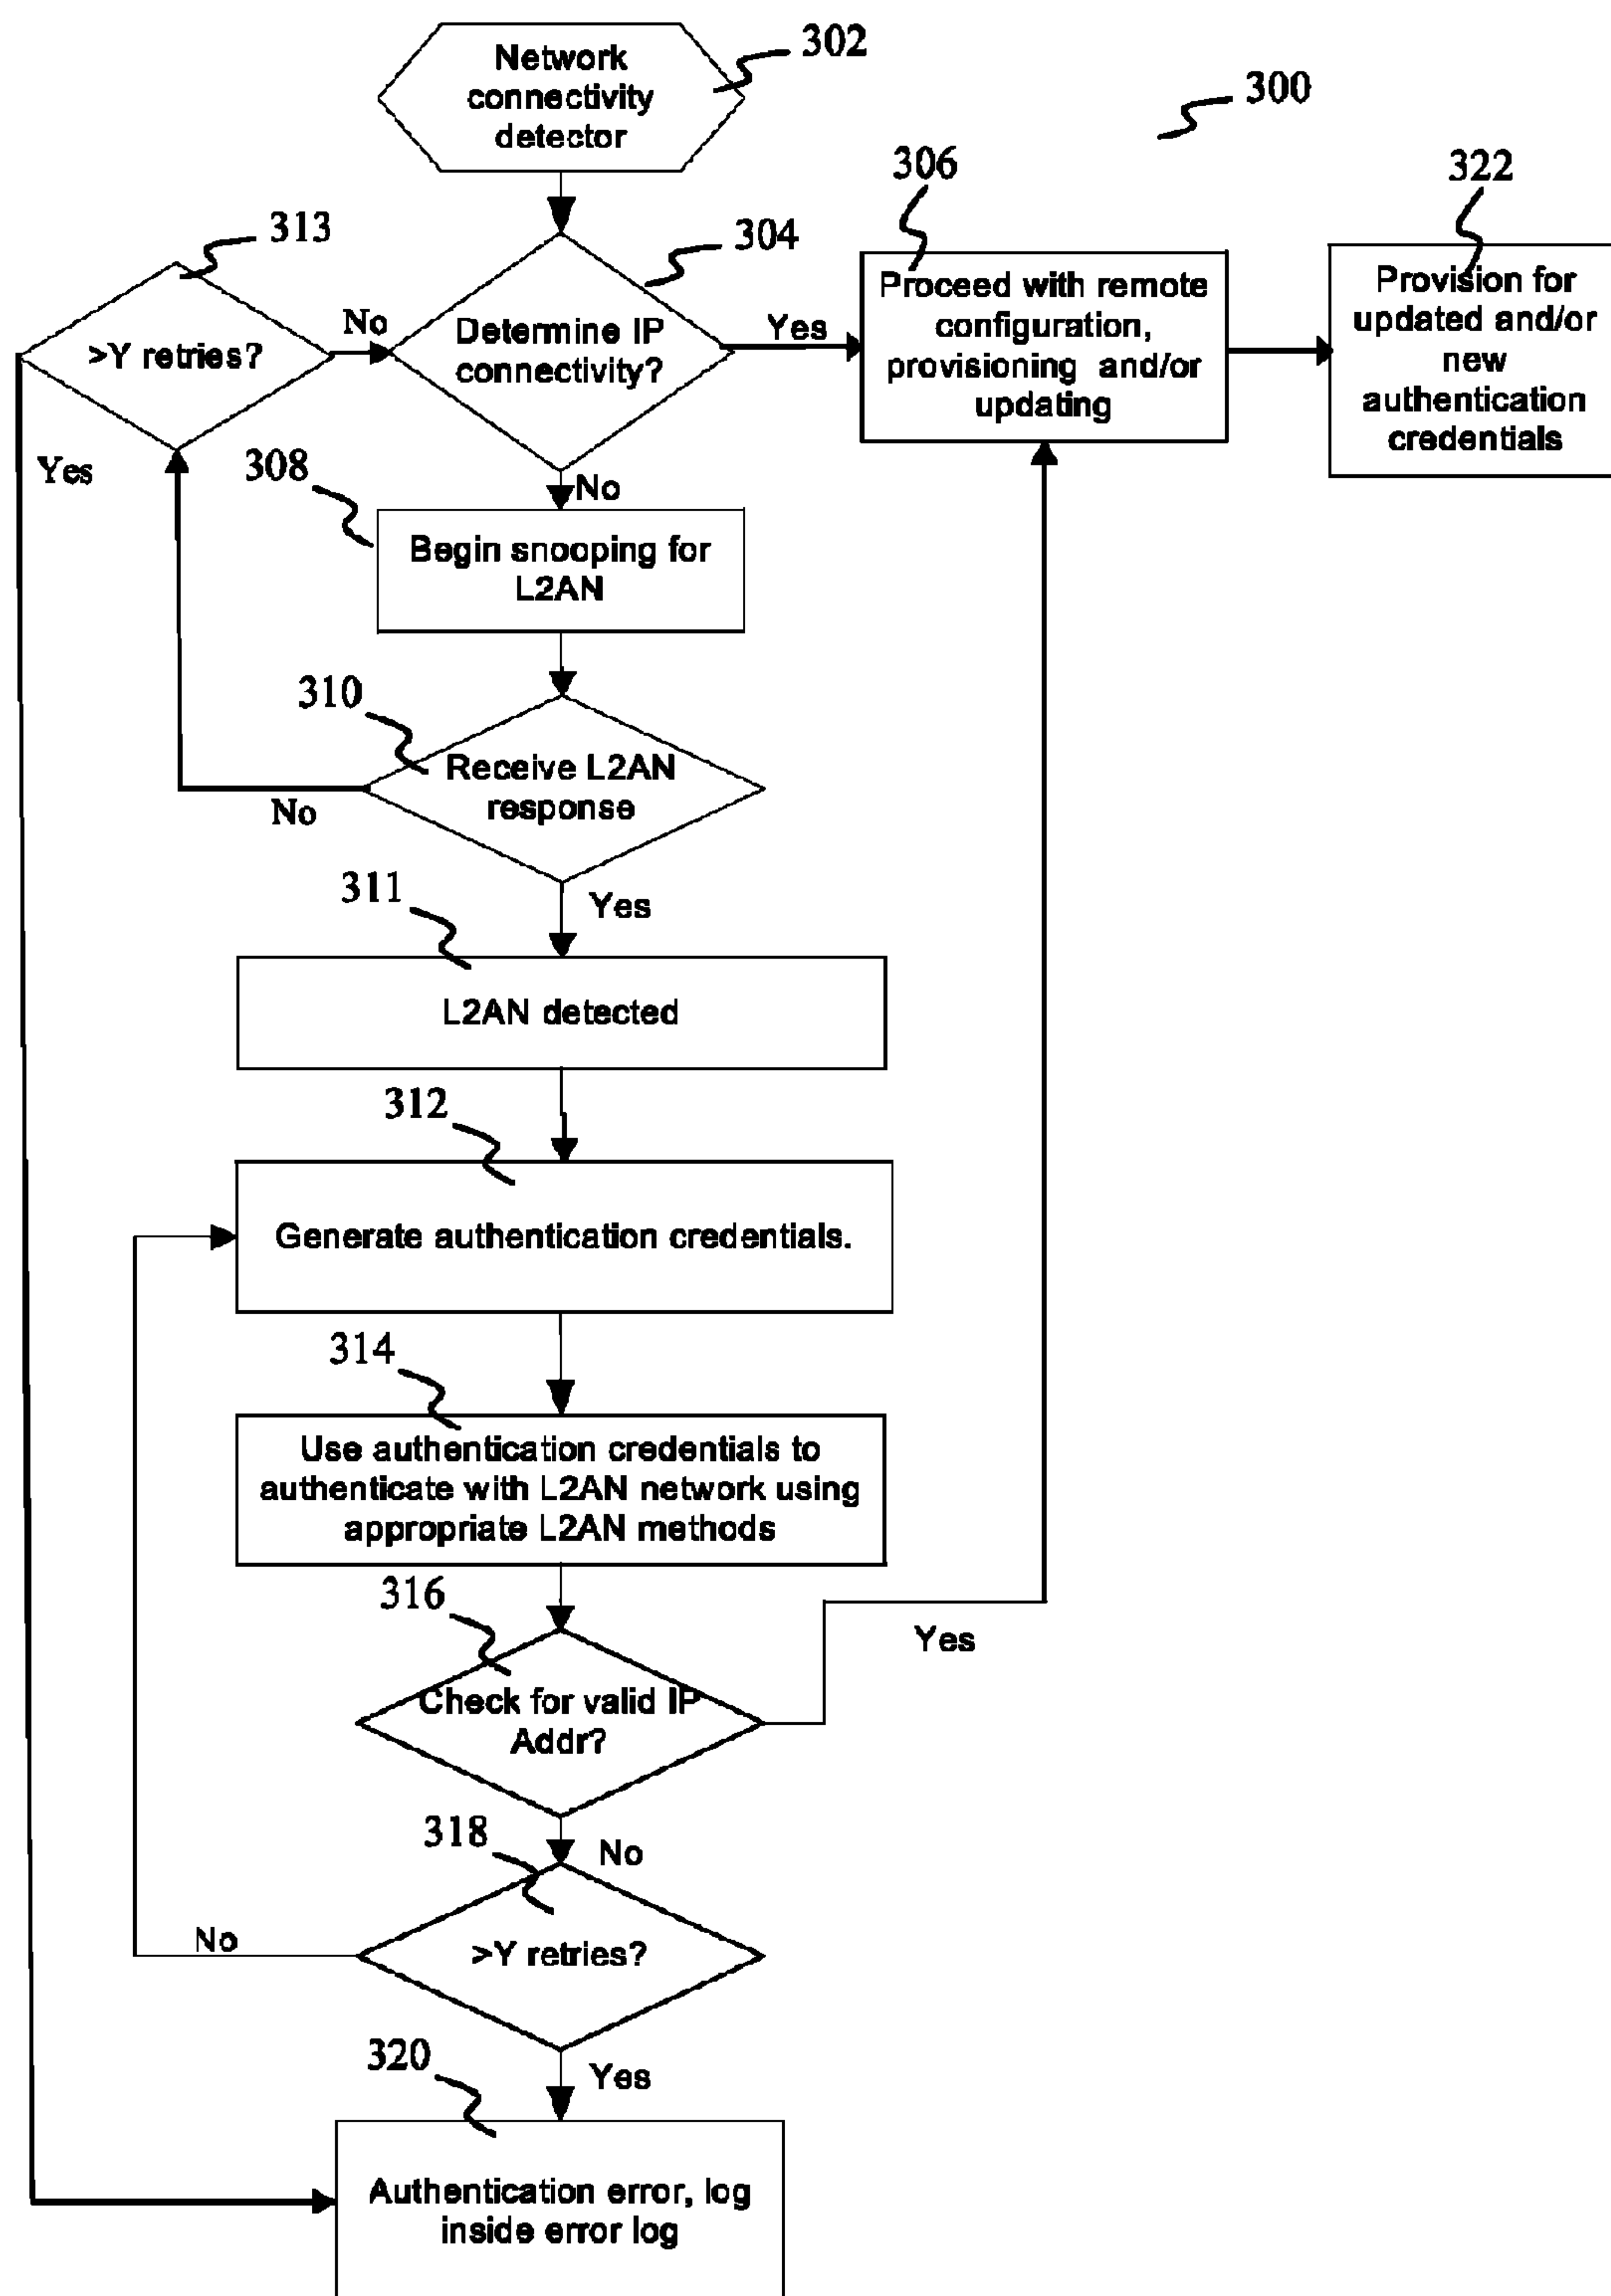 Network
connectivity
detector
302
300
306
322
313
304
>Y retries?
No
Determine IP
connectivity?
Yes
Proceed with remote
configuration,
provisioning and/or
updating
Provision for
updated and/or
new
authentication
credentials
Yes
308
No
Begin snooping for
L2AN
310
Receive L2AN
response
No
311
Yes
L2AN detected
312
Generate authentication credentials.
314
Use authentication credentials to
authenticate with L2AN network using
appropriate L2AN methods
316
Yes
Check for valid IP
Addr?
318
No
No
>Y retries?
320
Yes
Authentication error, log
inside error log